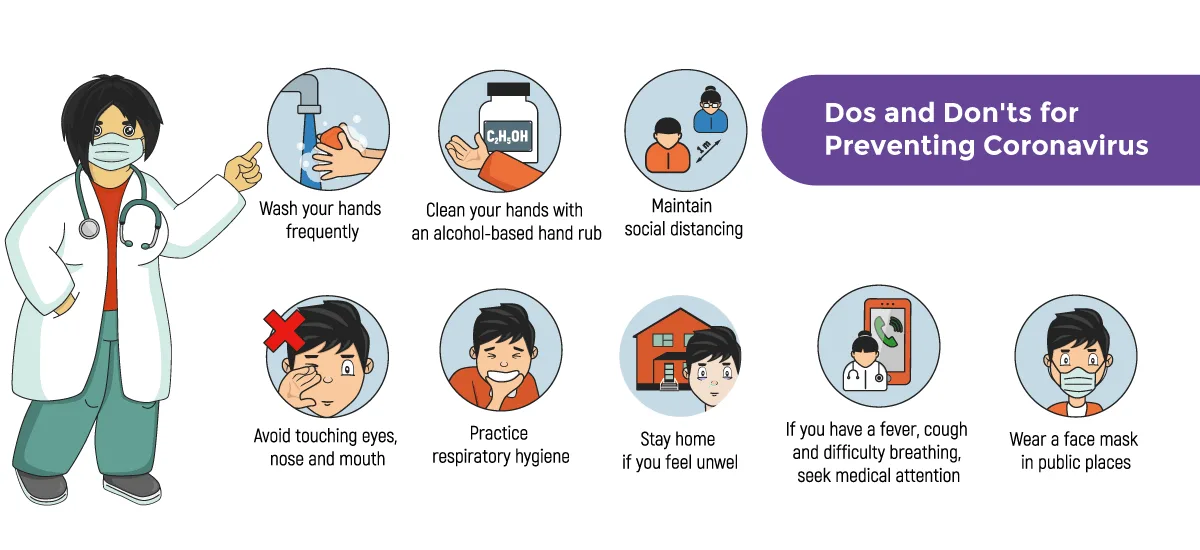 Dos and Don'ts for
Preventing Coronavirus
Wash your hands
frequently
C₂H₅OH
Clean your hands with
an alcohol-based hand rub
1 m
Maintain
social distancing
Avoid touching eyes,
nose and mouth
Practice
respiratory hygiene
Stay home
if you feel unwel
If you have a fever, cough
and difficulty breathing,
seek medical attention
Wear a face mask
in public places